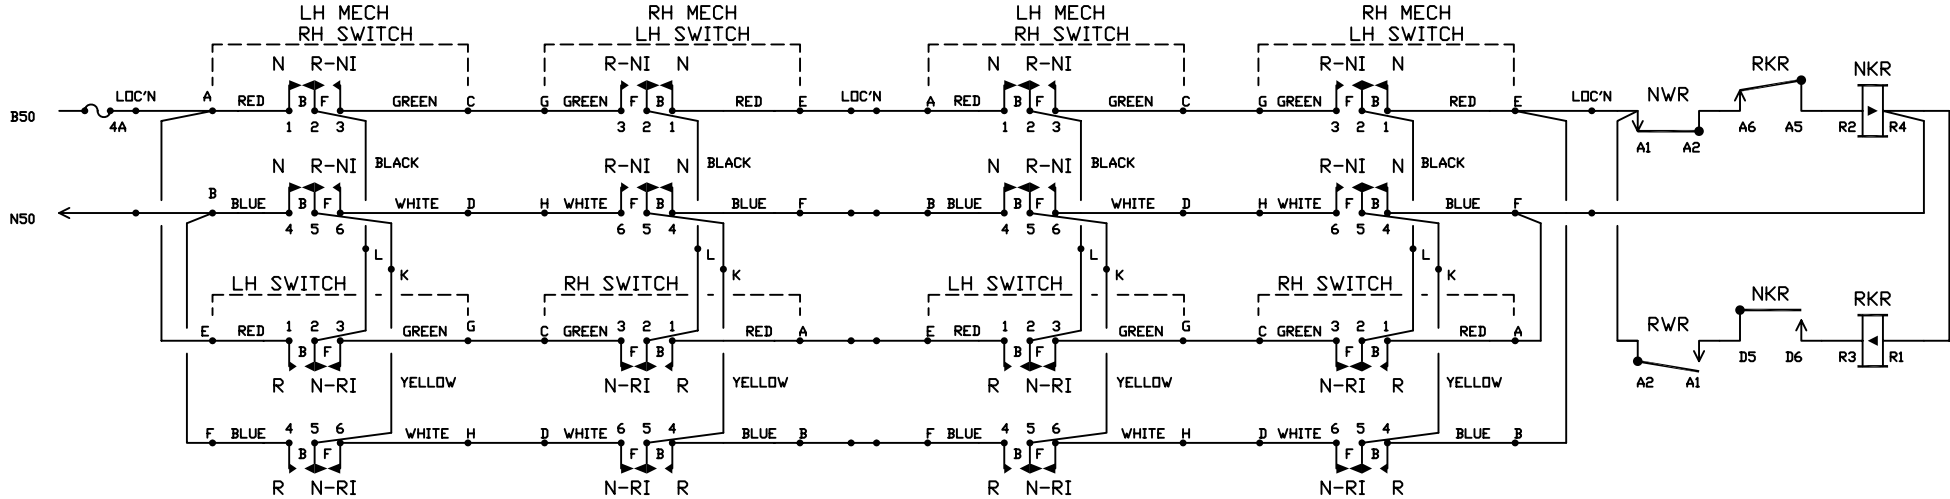 LH MECH RH MECH LH MECH RH MECH
RH SWITCH LH SWITCH RH SWITCH LH SWITCH
N R-NI R-NI N N R-NI R-NI N RKR NKR
NWR
LOC'N A RED B F GREEN C G GREEN F B RED E LOC'N A RED B F GREEN C G GREEN F B RED E LOC'N
B50 4A 1 2 3 3 2 1 1 2 3 3 2 1 A6 A5 R2 R4
A1 A2
N R-NI BLACK R-NI N BLACK N R-NI BLACK R-NI N BLACK
B BLUE B F WHITE D H WHITE F B BLUE F B BLUE B F WHITE D H WHITE F B BLUE F
N50 4 5 6 6 5 4 4 5 6 6 5 4
L L L L
K K K K
LH SWITCH RH SWITCH LH SWITCH RH SWITCH NKR RKR
E RED 1 2 3 GREEN G C GREEN 3 2 1 RED A E RED 1 2 3 GREEN G C GREEN 3 2 1 RED A RWR
B F F B B F F B D5 D6 R3 R1
R N-RI YELLOW N-RI R YELLOW R N-RI YELLOW N-RI R YELLOW A2 A1
F BLUE 4 5 6 WHITE H D WHITE 6 5 4 BLUE B F BLUE 4 5 6 WHITE H D WHITE 6 5 4 BLUE B
B F F B B F F B
R N-RI N-RI R R N-RI N-RI R